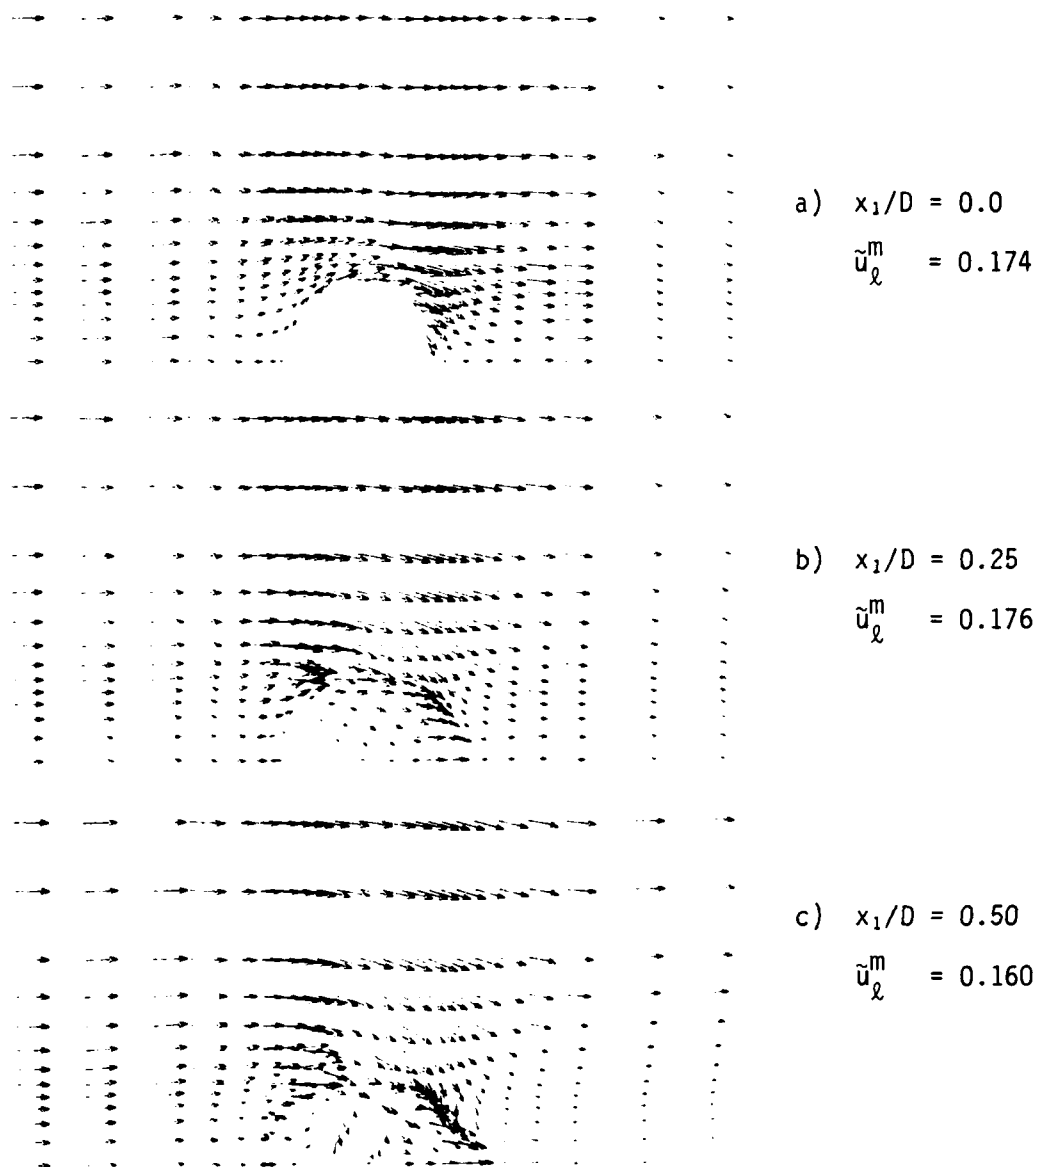 a) x₁/D = 0.0
ũₗᵐ = 0.174
b) x₁/D = 0.25
ũₗᵐ = 0.176
c) x₁/D = 0.50
ũₗᵐ = 0.160